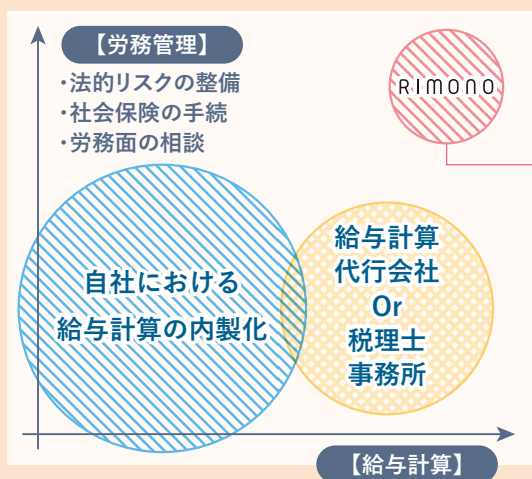 【労務管理】
・法的リスクの整備
・社会保険の手続
・労務面の相談
RIMONO
自社における
給与計算の内製化
給与計算
代行会社
Or
税理士
事務所
【給与計算】